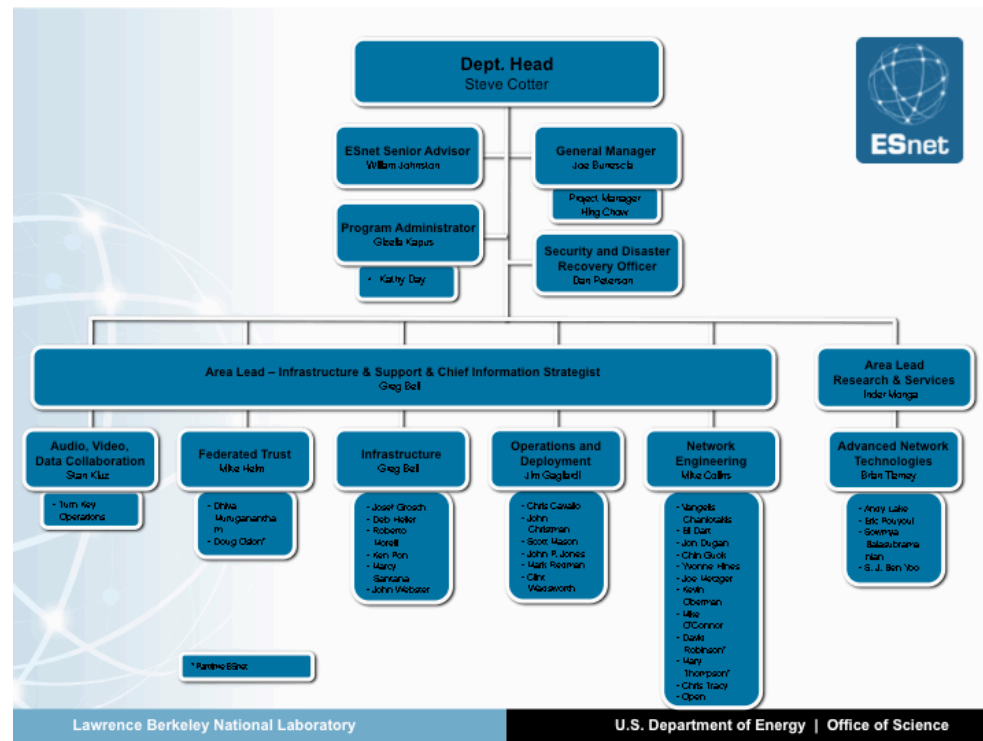 Dept. Head
Steve Cotter
ESnet
ESnet Senior Advisor
William Johnston
General Manager
Joe Burrescia
Project Manager
Hing Chow
Program Administrator
Gizella Kapus
- Kathy Day
Security and Disaster
Recovery Officer
Dan Peterson
Area Lead – Infrastructure & Support & Chief Information Strategist
Greg Bell
Area Lead
Research & Services
Inder Monga
Audio, Video,
Data Collaboration
Stan Kluz
- Turn Key
Operations
Federated Trust
Mike Helm
- Dhiva
Muruganantha
m
- Doug Olson*
Infrastructure
Greg Bell
- Josef Grosch
- Deb Heller
- Roberto
Morelli
- Ken Pon
- Marcy
Santana
- John Webster
Operations and
Deployment
Jim Gagliardi
- Chris Cavallo
- John
Christman
- Scott Mason
- John P. Jones
- Mark Redman
- Clint
Wadsworth
Network
Engineering
Mike Collins
- Vangelis
Chaniotakis
- Eli Dart
- Jon Dugan
- Chin Guok
- Yvonne Hines
- Joe Metzger
- Kevin
Oberman
- Mike
O'Connor
- David
Robinson*
- Mary
Thompson*
- Chris Tracy
- Open
Advanced Network
Technologies
Brian Tierney
- Andy Lake
- Eric Pouyoul
- Sowmya
Balasubrama
nian
- S. J. Ben Yoo
* Parttime ESnet
Lawrence Berkeley National Laboratory
U.S. Department of Energy | Office of Science